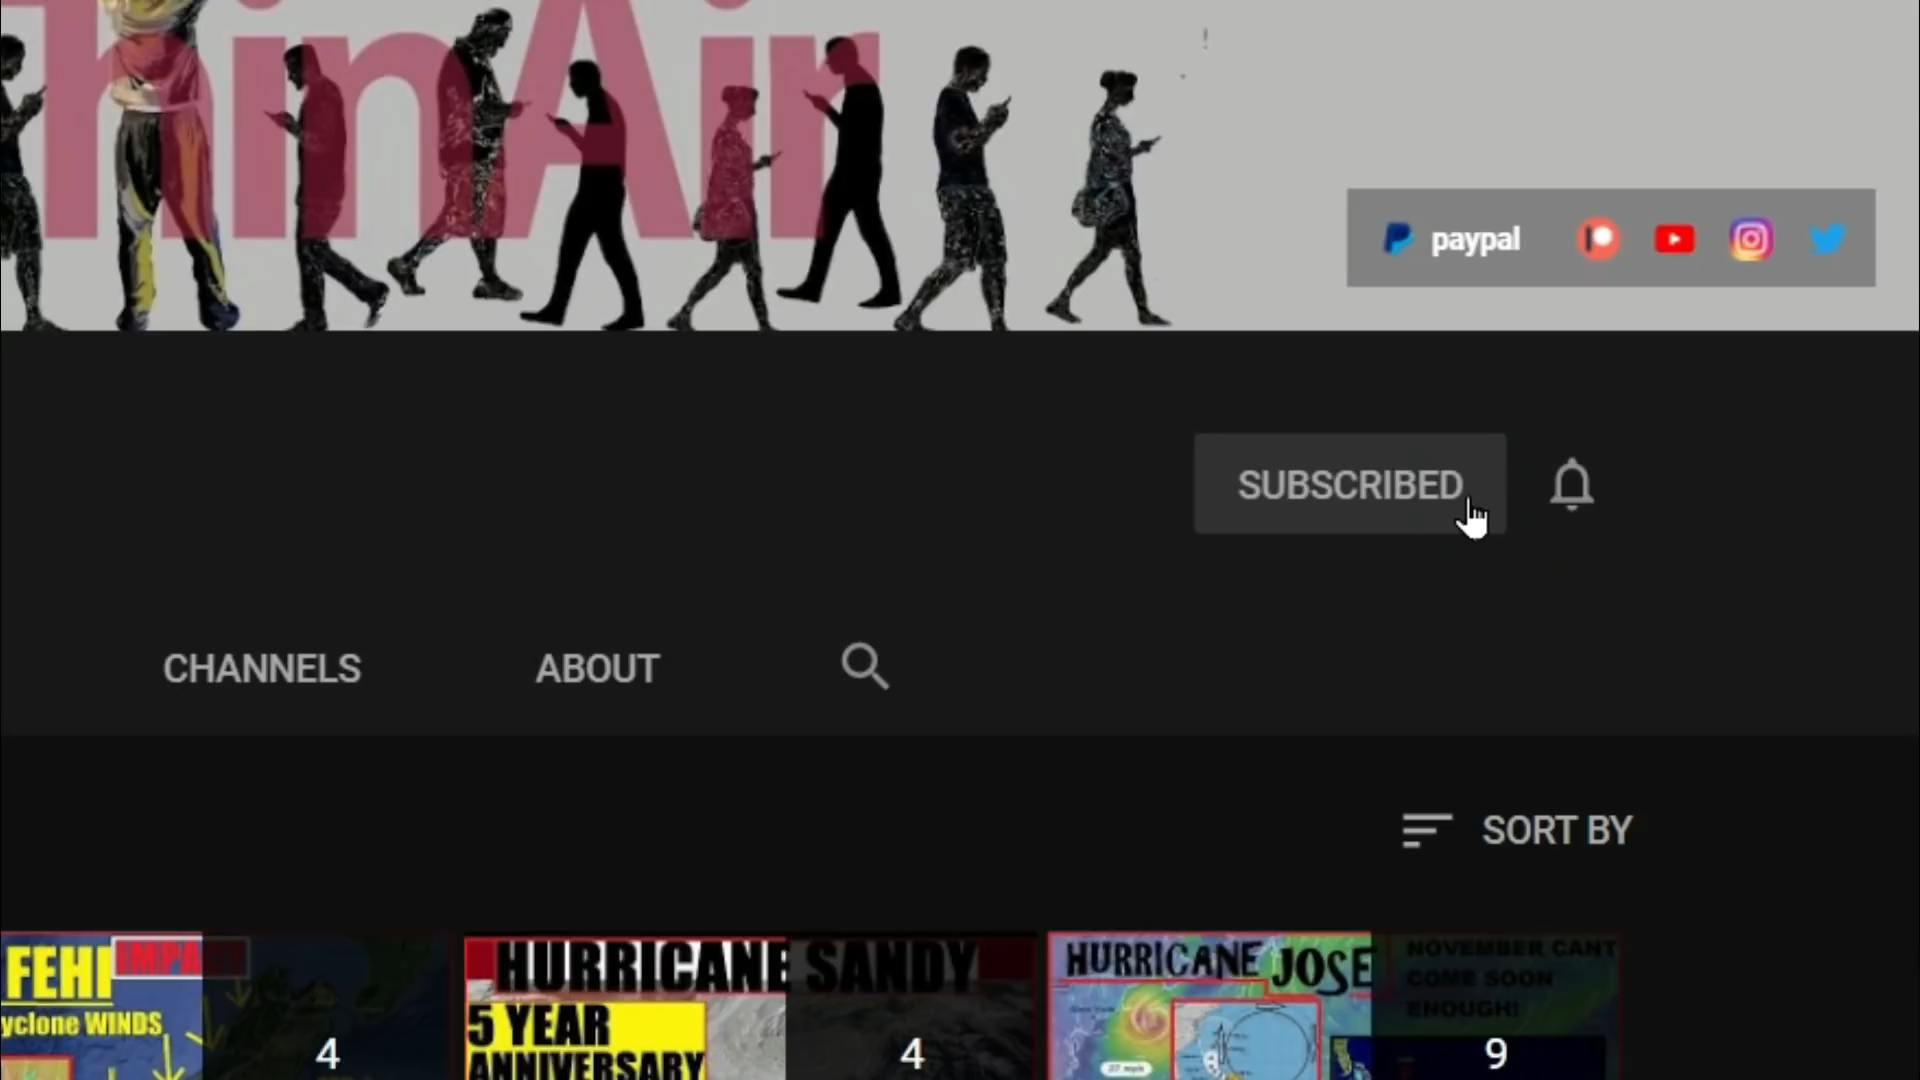 hinAir
paypal
SUBSCRIBED
CHANNELS
ABOUT
SORT BY
FEHI
yclone WINDS
4
HURRICANE SANDY
5 YEAR
ANNIVERSARY
4
HURRICANE JOSE
NOVEMBER CANT
COME SOON
ENOUGH!
9